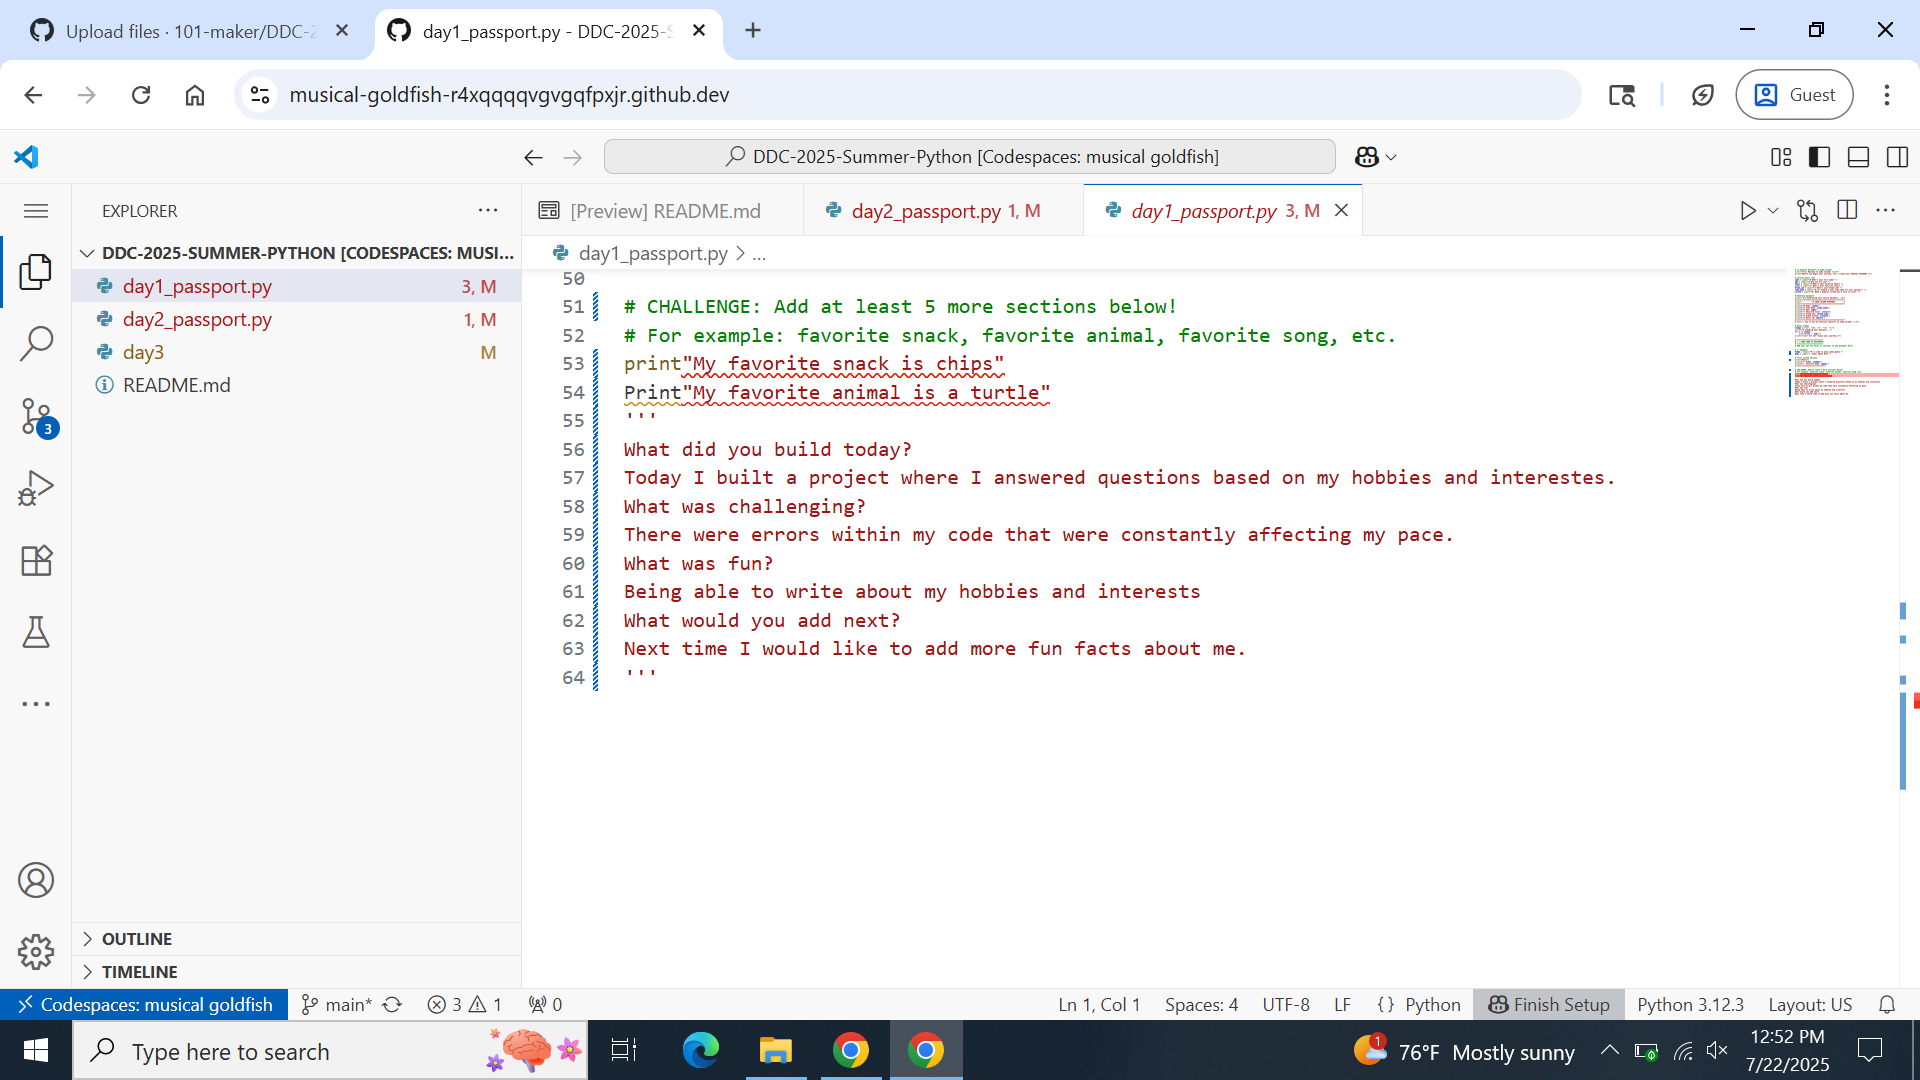 Upload files · 101-maker/DDC-2
day1_passport.py - DDC-2025-S
musical-goldfish-r4xqqqqvgvgqfpxjr.github.dev
Guest
DDC-2025-Summer-Python [Codespaces: musical goldfish]
EXPLORER
[Preview] README.md
day2_passport.py 1, M
day1_passport.py 3, M
DDC-2025-SUMMER-PYTHON [CODESPACES: MUSI...
day1_passport.py > ...
day1_passport.py 3, M
day2_passport.py 1, M
day3 M
README.md
50
51 # CHALLENGE: Add at least 5 more sections below!
52 # For example: favorite snack, favorite animal, favorite song, etc.
53 print"My favorite snack is chips"
54 Print"My favorite animal is a turtle"
55 '''
56 What did you build today?
57 Today I built a project where I answered questions based on my hobbies and interestes.
58 What was challenging?
59 There were errors within my code that were constantly affecting my pace.
60 What was fun?
61 Being able to write about my hobbies and interests
62 What would you add next?
63 Next time I would like to add more fun facts about me.
64 '''
3
OUTLINE
TIMELINE
Codespaces: musical goldfish
main*
3
1
0
Ln 1, Col 1
Spaces: 4
UTF-8
LF
{ } Python
Finish Setup
Python 3.12.3
Layout: US
Type here to search
1
76°F Mostly sunny
12:52 PM
7/22/2025